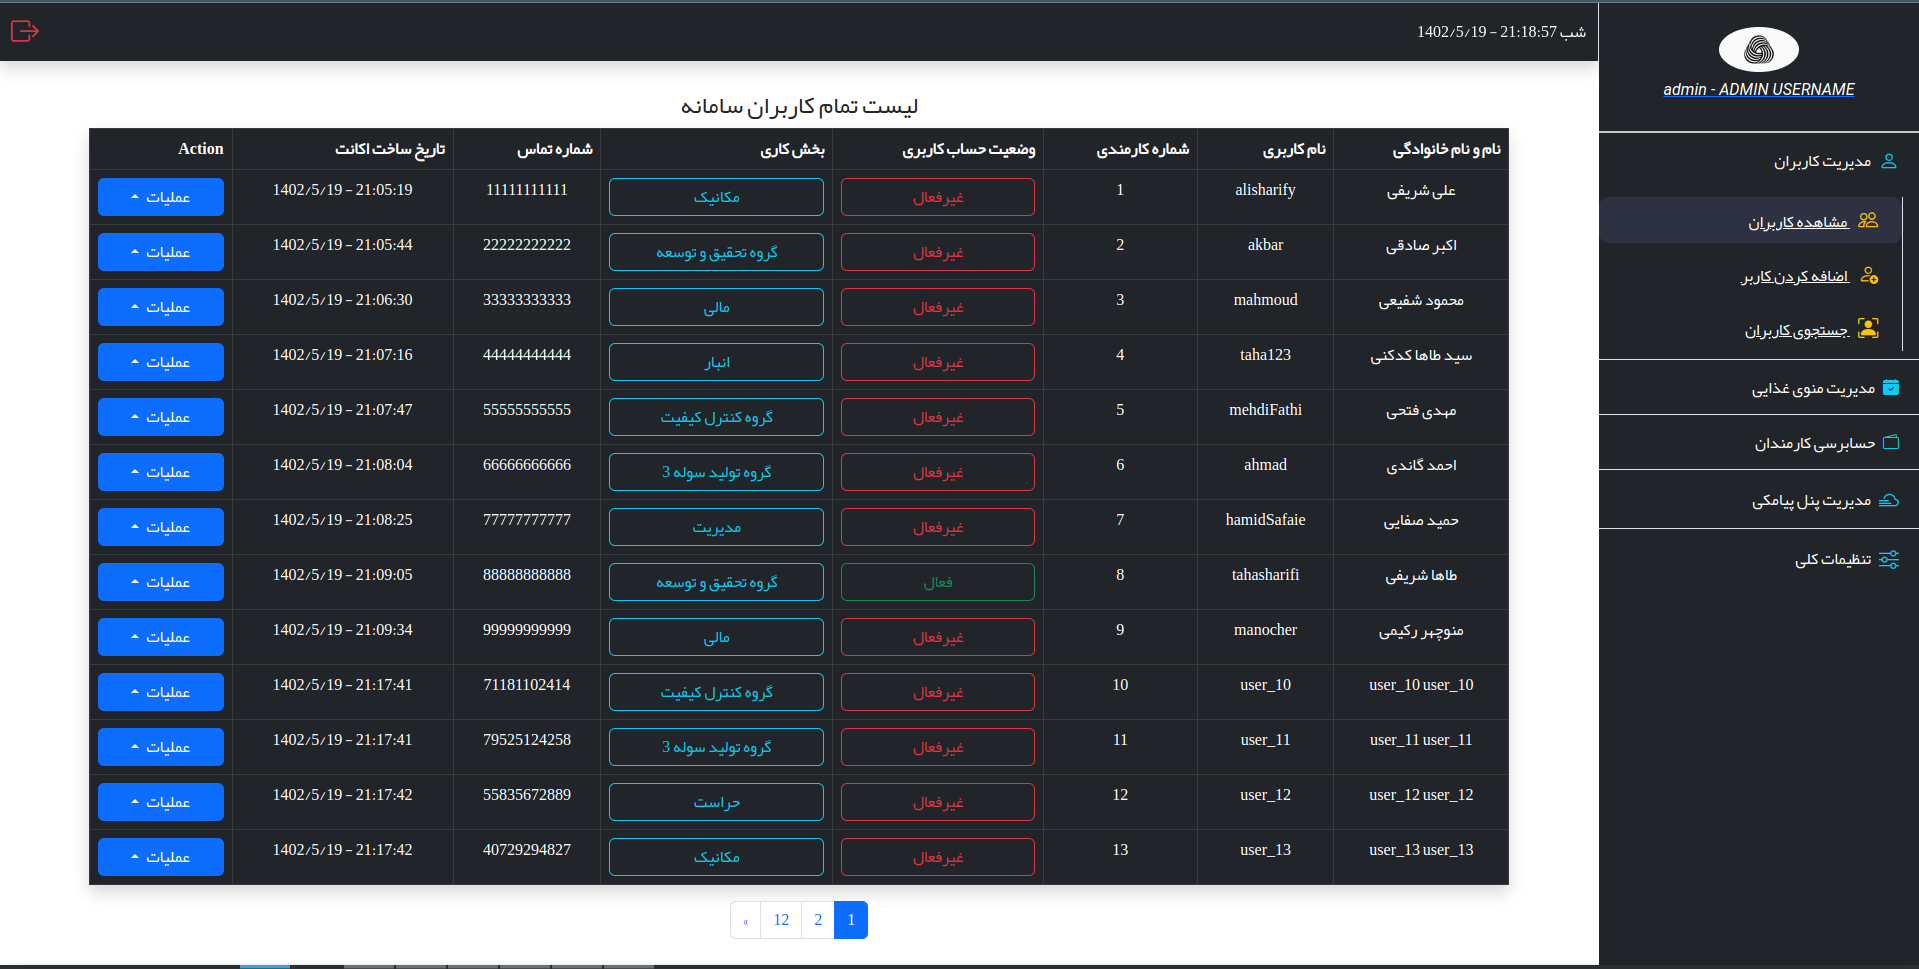 شب 21:18:57 - 1402/5/19
admin - ADMIN USERNAME
مدیریت کاربران
مشاهده کاربران
اضافه کردن کاربر
جستجوی کاربران
مدیریت منوی غذایی
حسابرسی کارمندان
مدیریت پنل پیامکی
تنظیمات کلی
لیست تمام کاربران سامانه
نام و نام خانوادگی نام کاربری شماره کارمندی وضعیت حساب کاربری بخش کاری شماره تماس تاریخ ساخت اکانت Action
علی شریفی alisharify 1 غیرفعال مکانیک 11111111111 1402/5/19 - 21:05:19 عملیات
اکبر صادقی akbar 2 غیرفعال گروه تحقیق و توسعه 22222222222 1402/5/19 - 21:05:44 عملیات
محمود شفیعی mahmoud 3 غیرفعال مالی 33333333333 1402/5/19 - 21:06:30 عملیات
سید طاها کدکنی taha123 4 غیرفعال انبار 44444444444 1402/5/19 - 21:07:16 عملیات
مهدی فتحی mehdiFathi 5 غیرفعال گروه کنترل کیفیت 55555555555 1402/5/19 - 21:07:47 عملیات
احمد گاندی ahmad 6 غیرفعال گروه تولید سوله 3 66666666666 1402/5/19 - 21:08:04 عملیات
حمید صفایی hamidSafaie 7 غیرفعال مدیریت 77777777777 1402/5/19 - 21:08:25 عملیات
طاها شریفی tahasharifi 8 فعال گروه تحقیق و توسعه 88888888888 1402/5/19 - 21:09:05 عملیات
منوچهر رکیمی manocher 9 غیرفعال مالی 99999999999 1402/5/19 - 21:09:34 عملیات
user_10 user_10 user_10 10 غیرفعال گروه کنترل کیفیت 71181102414 1402/5/19 - 21:17:41 عملیات
user_11 user_11 user_11 11 غیرفعال گروه تولید سوله 3 79525124258 1402/5/19 - 21:17:41 عملیات
user_12 user_12 user_12 12 غیرفعال حراست 55835672889 1402/5/19 - 21:17:42 عملیات
user_13 user_13 user_13 13 غیرفعال مکانیک 40729294827 1402/5/19 - 21:17:42 عملیات
1 2 12 »